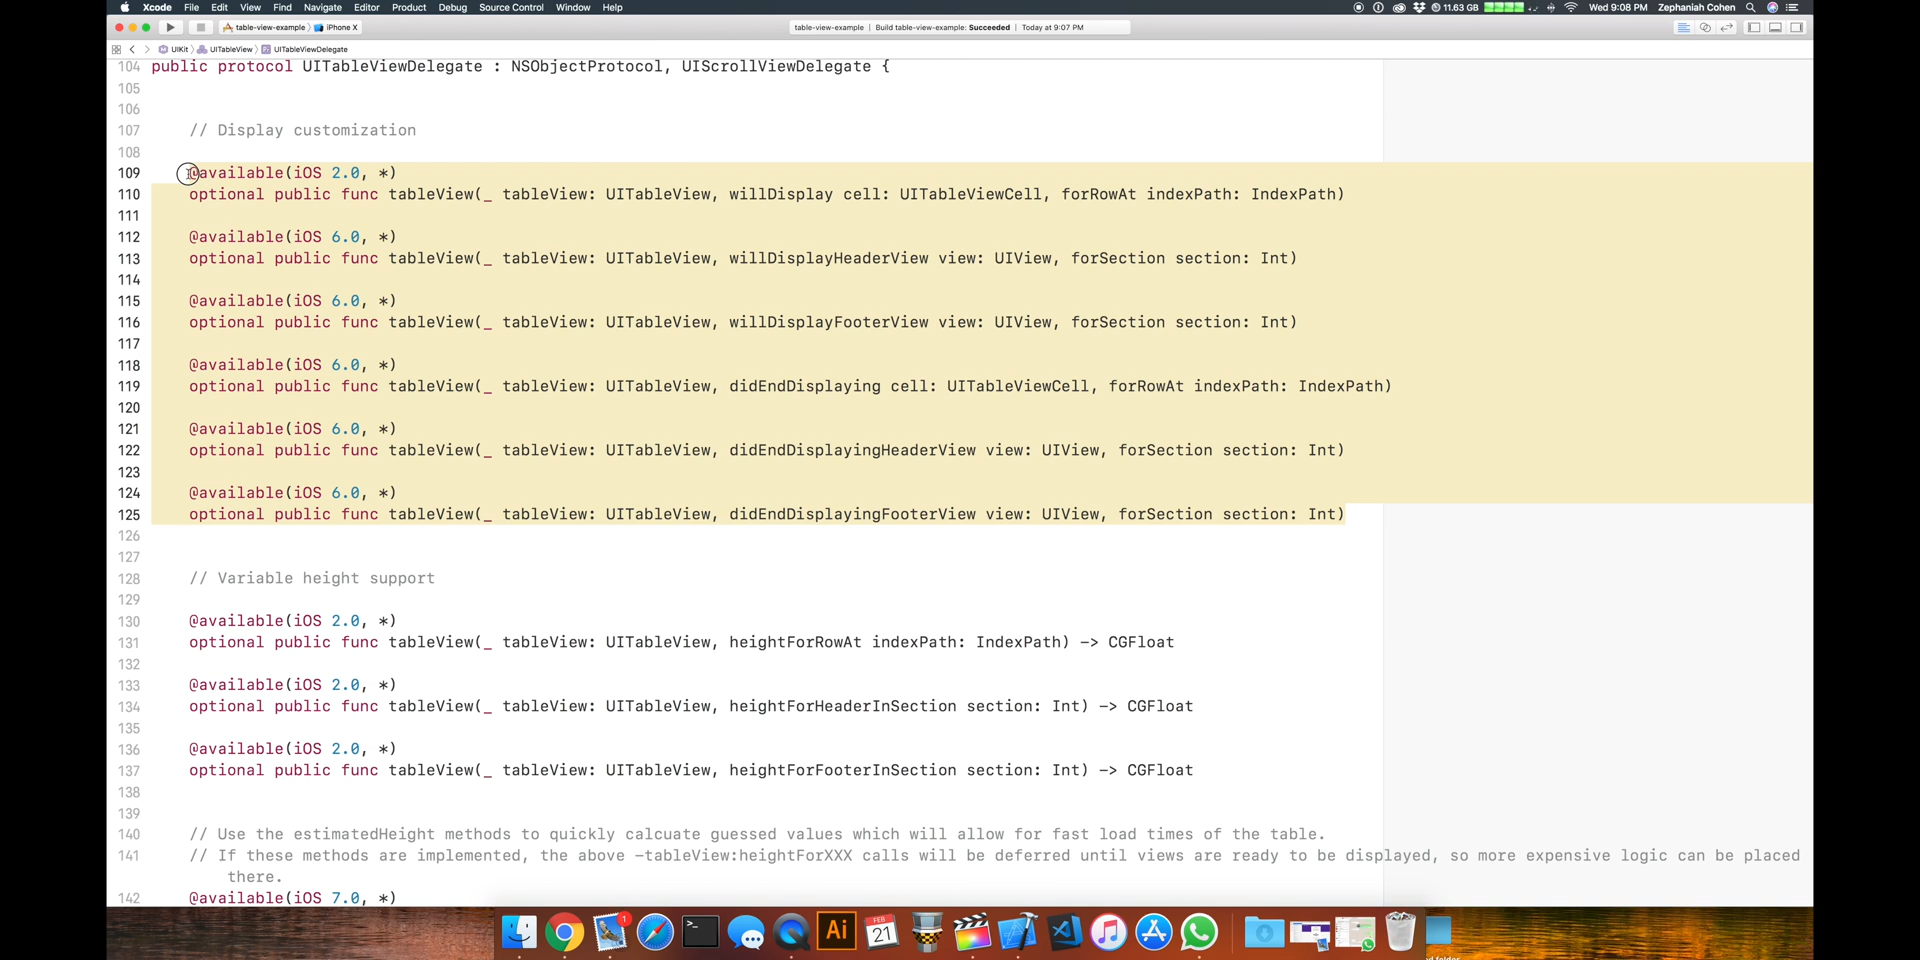 Xcode File Edit View Find Navigate Editor Product Debug Source Control Window Help 11.63 GB Wed 9:08 PM Zephaniah Cohen
table-view-example iPhone X table-view-example | Build table-view-example: Succeeded | Today at 9:07 PM
UIKit UITableView UITableViewDelegate
104 public protocol UITableViewDelegate : NSObjectProtocol, UIScrollViewDelegate {
105
106
107 // Display customization
108
109 @available(iOS 2.0, *)
110 optional public func tableView(_ tableView: UITableView, willDisplay cell: UITableViewCell, forRowAt indexPath: IndexPath)
111
112 @available(iOS 6.0, *)
113 optional public func tableView(_ tableView: UITableView, willDisplayHeaderView view: UIView, forSection section: Int)
114
115 @available(iOS 6.0, *)
116 optional public func tableView(_ tableView: UITableView, willDisplayFooterView view: UIView, forSection section: Int)
117
118 @available(iOS 6.0, *)
119 optional public func tableView(_ tableView: UITableView, didEndDisplaying cell: UITableViewCell, forRowAt indexPath: IndexPath)
120
121 @available(iOS 6.0, *)
122 optional public func tableView(_ tableView: UITableView, didEndDisplayingHeaderView view: UIView, forSection section: Int)
123
124 @available(iOS 6.0, *)
125 optional public func tableView(_ tableView: UITableView, didEndDisplayingFooterView view: UIView, forSection section: Int)
126
127
128 // Variable height support
129
130 @available(iOS 2.0, *)
131 optional public func tableView(_ tableView: UITableView, heightForRowAt indexPath: IndexPath) -> CGFloat
132
133 @available(iOS 2.0, *)
134 optional public func tableView(_ tableView: UITableView, heightForHeaderInSection section: Int) -> CGFloat
135
136 @available(iOS 2.0, *)
137 optional public func tableView(_ tableView: UITableView, heightForFooterInSection section: Int) -> CGFloat
138
139
140 // Use the estimatedHeight methods to quickly calcuate guessed values which will allow for fast load times of the table.
141 // If these methods are implemented, the above -tableView:heightForXXX calls will be deferred until views are ready to be displayed, so more expensive logic can be placed
there.
142 @available(iOS 7.0, *)
1
Ai
FEB
21
ed folder